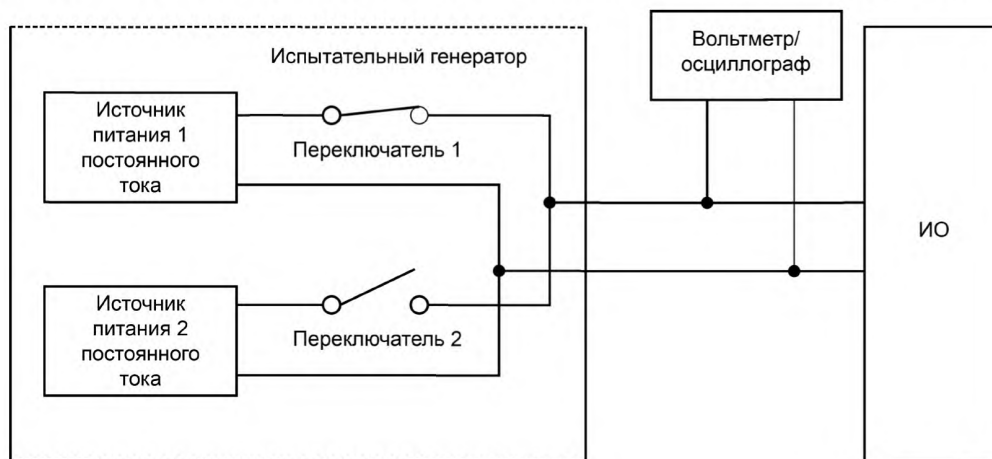 Испытательный генератор
Источник
питания 1
постоянного
тока
Переключатель 1
Источник
питания 2
постоянного
тока
Переключатель 2
Вольтметр/
осциллограф
ИО